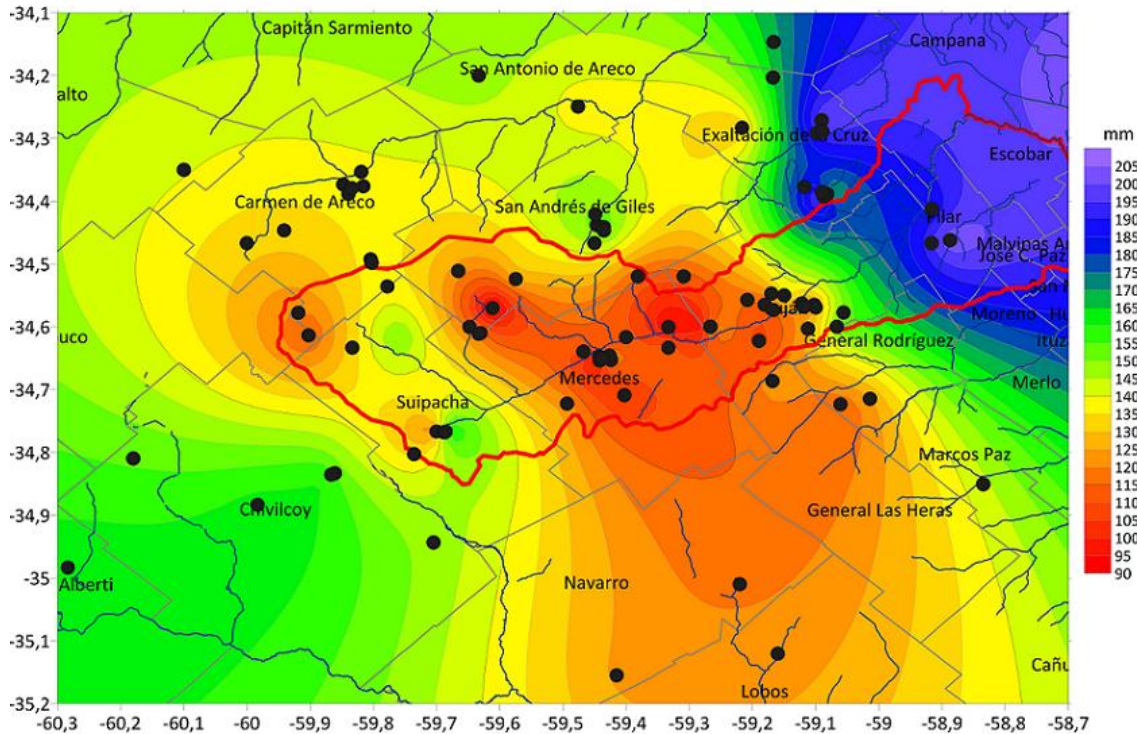 -34,1
Capitán Sarmiento
Campana
-34,2
San Antonio de Areco
alto
-34,3
Exaltación de la Cruz
mm
Escobar
205
200
195
190
185
180
175
170
165
160
155
150
145
140
135
130
125
120
115
110
105
100
95
90
-34,4
Carmen de Areco
San Andrés de Giles
Pilar
Malvinas Ar
José C. Paz
-34,5
San M
Luján
Moreno
Hu
-34,6
uco
General Rodríguez
Ituza
Mercedes
Merlo
-34,7
Suipacha
-34,8
Marcos Paz
-34,9
Chivilcoy
General Las Heras
-35
Alberti
Navarro
-35,1
Cañu
Lobos
-35,2
-60,3 -60,2 -60,1 -60 -59,9 -59,8 -59,7 -59,6 -59,5 -59,4 -59,3 -59,2 -59,1 -59 -58,9 -58,8 -58,7